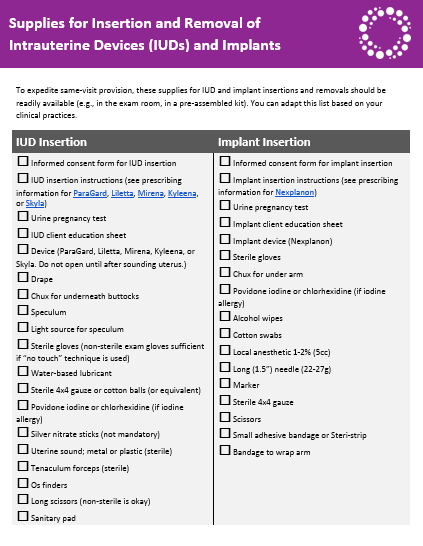 Supplies for Insertion and Removal of
Intrauterine Devices (IUDs) and Implants
To expedite same-visit provision, these supplies for IUD and implant insertions and removals should be
readily available (e.g., in the exam room, in a pre-assembled kit). You can adapt this list based on your
clinical practices.
IUD Insertion
Informed consent form for IUD insertion
IUD insertion instructions (see prescribing
information for ParaGard, Liletta, Mirena, Kyleena,
or Skyla)
Urine pregnancy test
IUD client education sheet
Device (ParaGard, Liletta, Mirena, Kyleena, or
Skyla. Do not open until after sounding uterus.)
Drape
Chux for underneath buttocks
Speculum
Light source for speculum
Sterile gloves (non-sterile exam gloves sufficient
if “no touch” technique is used)
Water-based lubricant
Sterile 4x4 gauze or cotton balls (or equivalent)
Povidone iodine or chlorhexidine (if iodine
allergy)
Silver nitrate sticks (not mandatory)
Uterine sound; metal or plastic (sterile)
Tenaculum forceps (sterile)
Os finders
Long scissors (non-sterile is okay)
Sanitary pad
Implant Insertion
Informed consent form for implant insertion
Implant insertion instructions (see prescribing
information for Nexplanon)
Urine pregnancy test
Implant client education sheet
Implant device (Nexplanon)
Sterile gloves
Chux for under arm
Povidone iodine or chlorhexidine (if iodine
allergy)
Alcohol wipes
Cotton swabs
Local anesthetic 1-2% (5cc)
Long (1.5”) needle (22-27g)
Marker
Sterile 4x4 gauze
Scissors
Small adhesive bandage or Steri-strip
Bandage to wrap arm